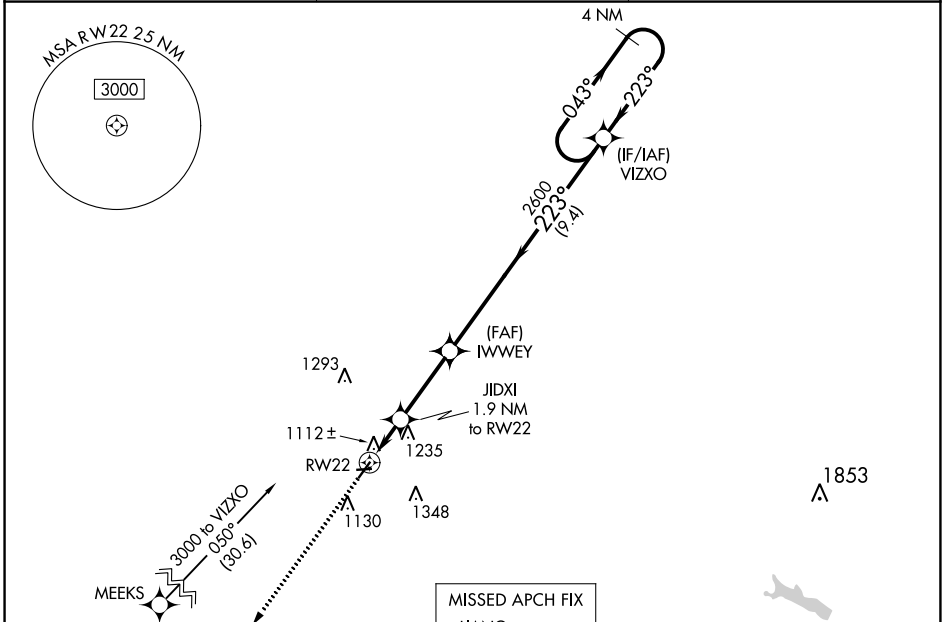 MSA RW22 25 NM
3000
4 NM
043°
223°
(IF/IAF)
VIZXO
2600
223°
(9.4)
(FAF)
IWWEY
1293
JIDXI
1.9 NM
to RW22
1112 ±
1235
RW22
1853
1130
1348
3000 to VIZXO
050°
(30.6)
MEEKS
MISSED APCH FIX